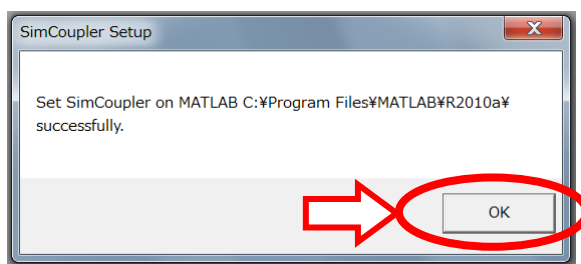 SimCoupler Setup
Set SimCoupler on MATLAB C:¥Program Files¥MATLAB¥R2010a¥
successfully.
OK